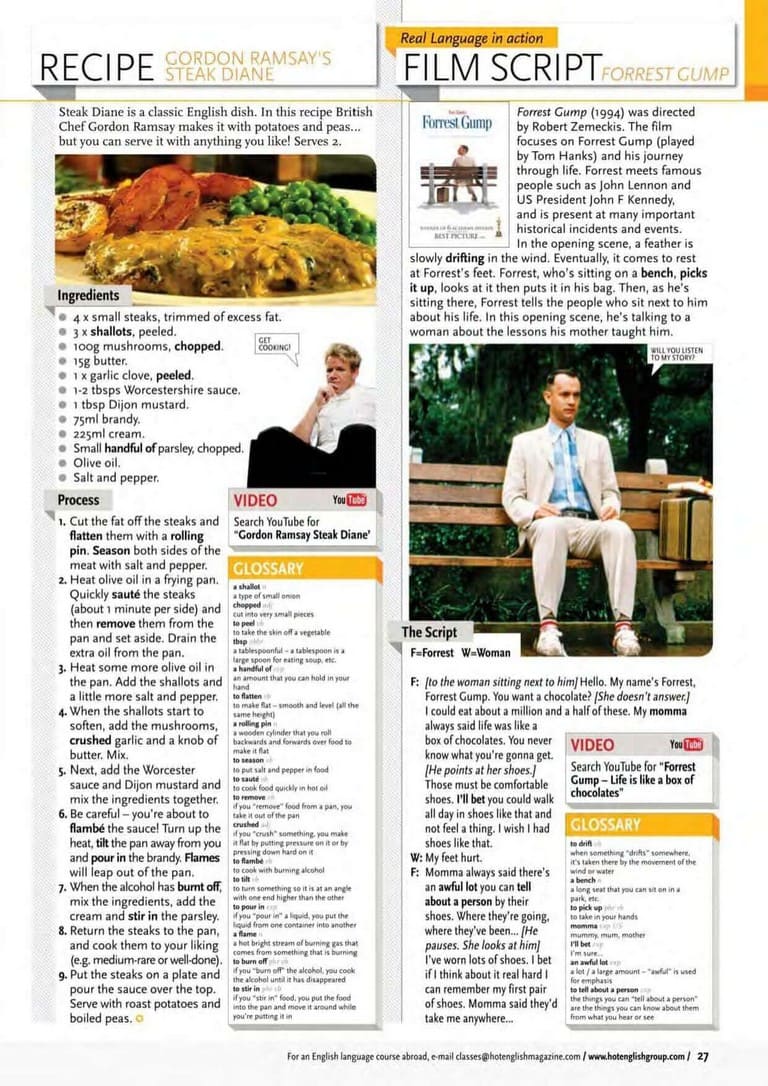 RECIPE GORDON RAMSAY'S
STEAK DIANE
Steak Diane is a classic English dish. In this recipe British
Chef Gordon Ramsay makes it with potatoes and peas...
but you can serve it with anything you like! Serves 2.
Ingredients
4 x small steaks, trimmed of excess fat.
3 x shallots, peeled.
100g mushrooms, chopped.
15g butter.
1 x garlic clove, peeled.
1-2 tbsps Worcestershire sauce.
1 tbsp Dijon mustard.
75ml brandy.
225ml cream.
Small handful of parsley, chopped.
Olive oil.
Salt and pepper.
GET
COOKING!
Process
1. Cut the fat off the steaks and
flatten them with a rolling
pin. Season both sides of the
meat with salt and pepper.
2. Heat olive oil in a frying pan.
Quickly sauté the steaks
(about 1 minute per side) and
then remove them from the
pan and set aside. Drain the
extra oil from the pan.
3. Heat some more olive oil in
the pan. Add the shallots and
a little more salt and pepper.
4. When the shallots start to
soften, add the mushrooms,
crushed garlic and a knob of
butter. Mix.
5. Next, add the Worcester
sauce and Dijon mustard and
mix the ingredients together.
6. Be careful – you're about to
flambé the sauce! Turn up the
heat, tilt the pan away from you
and pour in the brandy. Flames
will leap out of the pan.
7. When the alcohol has burnt off,
mix the ingredients, add the
cream and stir in the parsley.
8. Return the steaks to the pan,
and cook them to your liking
(e.g. medium-rare or well-done).
9. Put the steaks on a plate and
pour the sauce over the top.
Serve with roast potatoes and
boiled peas.
VIDEO YouTube
Search YouTube for
"Gordon Ramsay Steak Diane'
GLOSSARY
a shallot n
a type of small onion
chopped adj
cut into very small pieces
to peel vb
to take the skin off a vegetable
tbsp abbr
a tablespoonful – a tablespoon is a
large spoon for eating soup, etc.
a handful of exp
an amount that you can hold in your
hand
to flatten vb
to make flat – smooth and level (all the
same height)
a rolling pin n
a wooden cylinder that you roll
backwards and forwards over food to
make it flat
to season vb
to put salt and pepper in food
to sauté vb
to cook food quickly in hot oil
to remove vb
if you "remove" food from a pan, you
take it out of the pan
crushed adj
if you "crush" something, you make
it flat by putting pressure on it or by
pressing down hard on it
to flambé vb
to cook with burning alcohol
to tilt vb
to turn something so it is at an angle
with one end higher than the other
to pour in exp
if you "pour in" a liquid, you put the
liquid from one container into another
a flame n
a hot bright stream of burning gas that
comes from something that is burning
to burn off phr vb
if you "burn off" the alcohol, you cook
the alcohol until it has disappeared
to stir in phr vb
if you "stir in" food, you put the food
into the pan and move it around while
you're putting it in
Real Language in action
FILM SCRIPT FORREST GUMP
Tom Hanks
Forrest Gump
WINNER OF 6 ACADEMY AWARDS
BEST PICTURE
Forrest Gump (1994) was directed
by Robert Zemeckis. The film
focuses on Forrest Gump (played
by Tom Hanks) and his journey
through life. Forrest meets famous
people such as John Lennon and
US President John F Kennedy,
and is present at many important
historical incidents and events.
In the opening scene, a feather is
slowly drifting in the wind. Eventually, it comes to rest
at Forrest's feet. Forrest, who's sitting on a bench, picks
it up, looks at it then puts it in his bag. Then, as he's
sitting there, Forrest tells the people who sit next to him
about his life. In this opening scene, he's talking to a
woman about the lessons his mother taught him.
WILL YOU LISTEN
TO MY STORY?
The Script
F=Forrest W=Woman
F: [to the woman sitting next to him] Hello. My name's Forrest,
Forrest Gump. You want a chocolate? [She doesn't answer.]
I could eat about a million and a half of these. My momma
always said life was like a
box of chocolates. You never
know what you're gonna get.
[He points at her shoes.]
Those must be comfortable
shoes. I'll bet you could walk
all day in shoes like that and
not feel a thing. I wish I had
shoes like that.
W: My feet hurt.
F: Momma always said there's
an awful lot you can tell
about a person by their
shoes. Where they're going,
where they've been... [He
pauses. She looks at him]
I've worn lots of shoes. I bet
if I think about it real hard I
can remember my first pair
of shoes. Momma said they'd
take me anywhere...
VIDEO YouTube
Search YouTube for "Forrest
Gump – Life is like a box of
chocolates"
GLOSSARY
to drift vb
when something "drifts" somewhere,
it's taken there by the movement of the
wind or water
a bench n
a long seat that you can sit on in a
park, etc.
to pick up phr vb
to take in your hands
momma exp US
mummy, mum, mother
I'll bet exp
I'm sure...
an awful lot exp
a lot / a large amount – "awful" is used
for emphasis
to tell about a person exp
the things you can "tell about a person"
are the things you can know about them
from what you hear or see
For an English language course abroad, e-mail classes@hotenglishmagazine.com / www.hotenglishgroup.com / 27